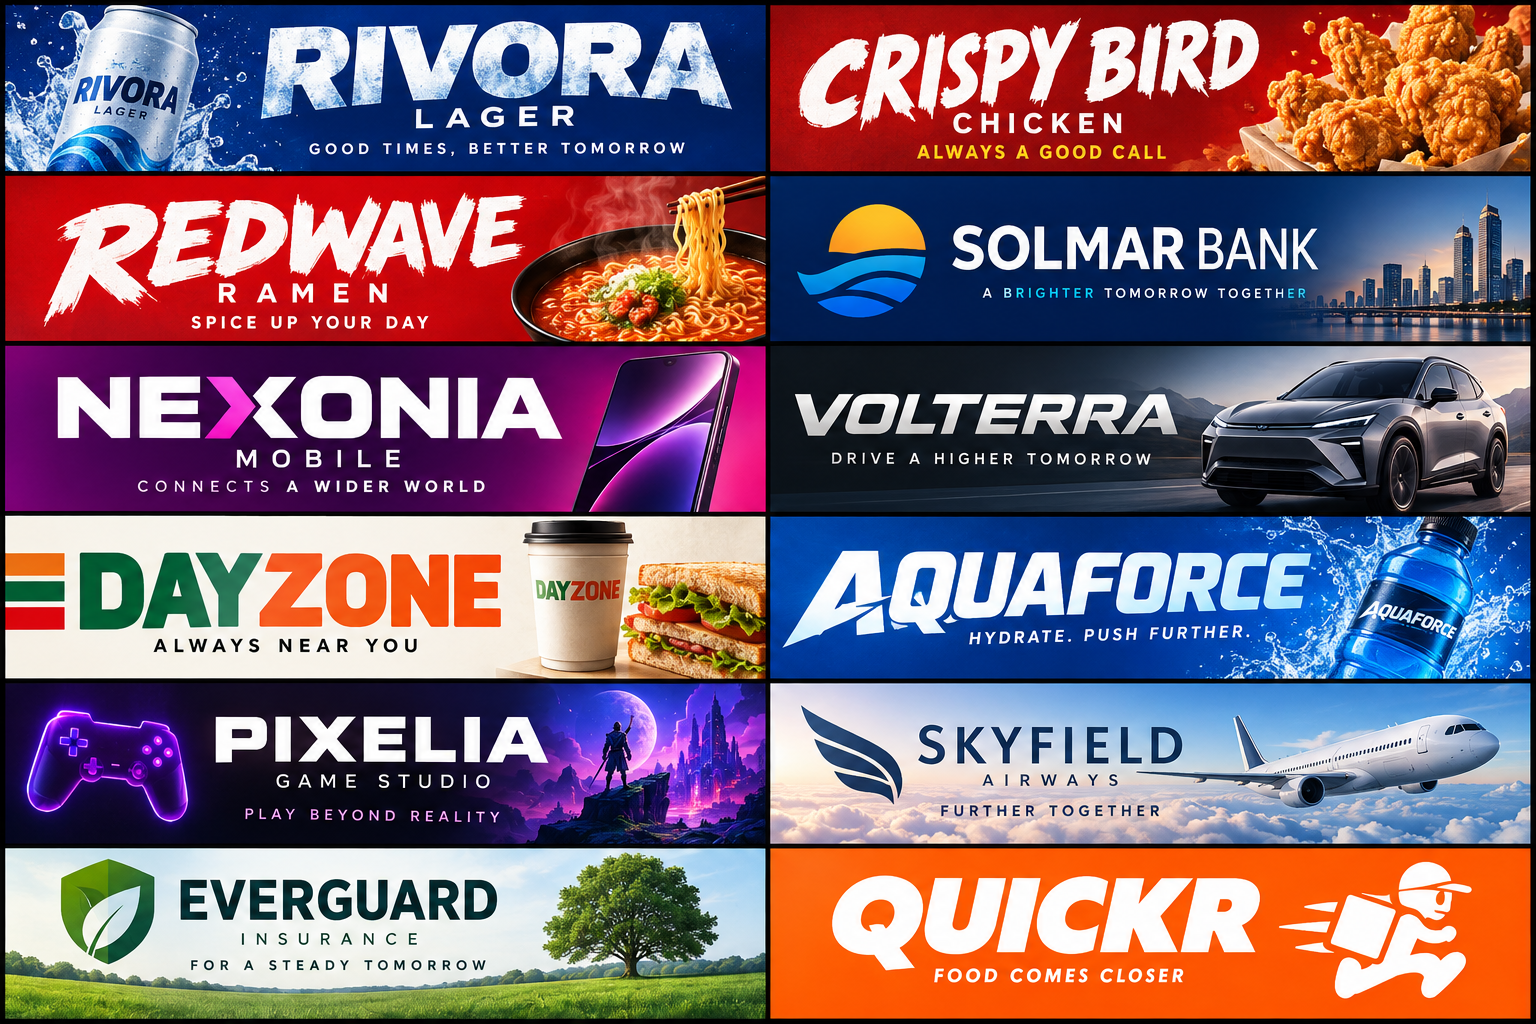 RIVORA
LAGER
RIVORA
LAGER
GOOD TIMES, BETTER TOMORROW
CRISPY BIRD
CHICKEN
ALWAYS A GOOD CALL
REDWAVE
RAMEN
SPICE UP YOUR DAY
SOLMAR BANK
A BRIGHTER TOMORROW TOGETHER
NEXONIA
MOBILE
CONNECTS A WIDER WORLD
VOLTERRA
DRIVE A HIGHER TOMORROW
DAYZONE
ALWAYS NEAR YOU
DAYZONE
AQUAFORCE
HYDRATE. PUSH FURTHER.
AQUAFORCE
PIXELIA
GAME STUDIO
PLAY BEYOND REALITY
SKYFIELD
AIRWAYS
FURTHER TOGETHER
EVERGUARD
INSURANCE
FOR A STEADY TOMORROW
QUICKR
FOOD COMES CLOSER